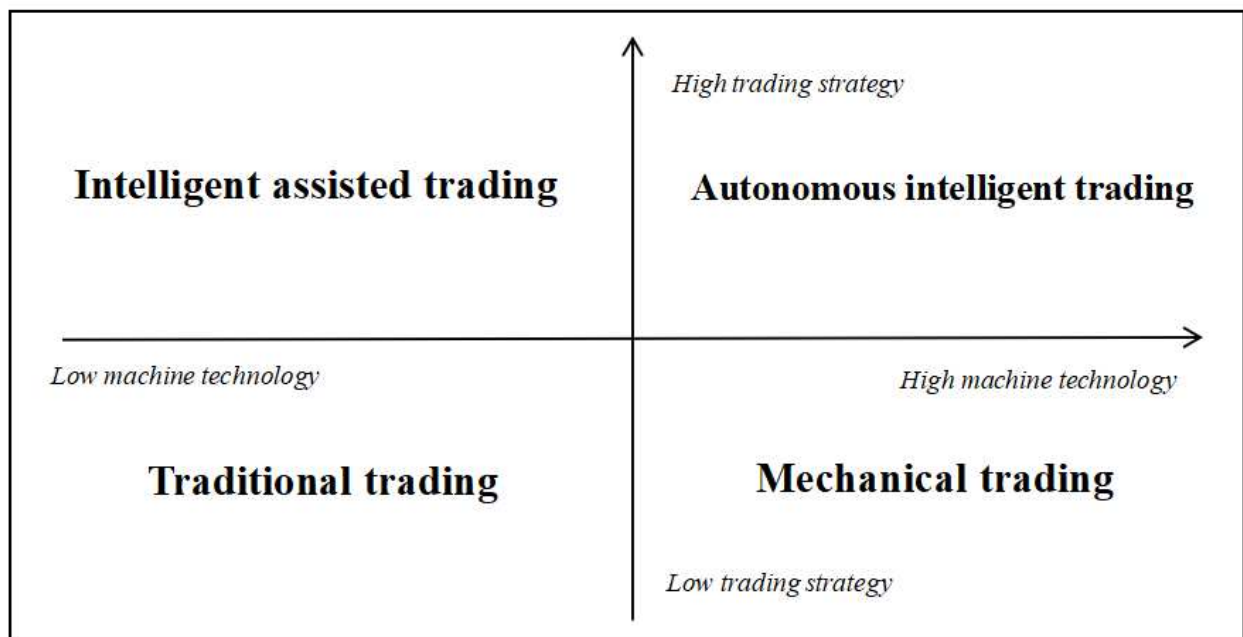 High trading strategy
Intelligent assisted trading
Autonomous intelligent trading
Low machine technology
High machine technology
Traditional trading
Mechanical trading
Low trading strategy